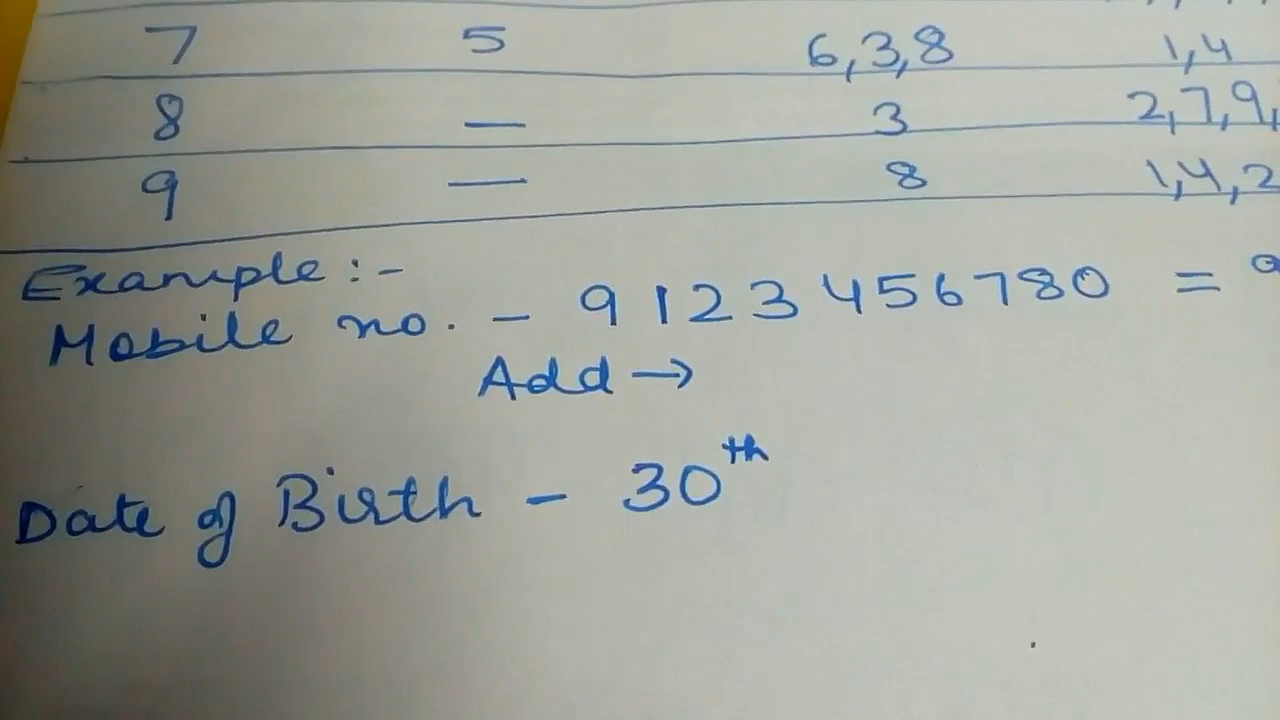 7 5 6,3,8 1,4
8 — 3 2,7,9,
9 — 8 1,4,2
Example :-
Mobile no. - 9123456780 = 9
Add →
Date of Birth - 30th